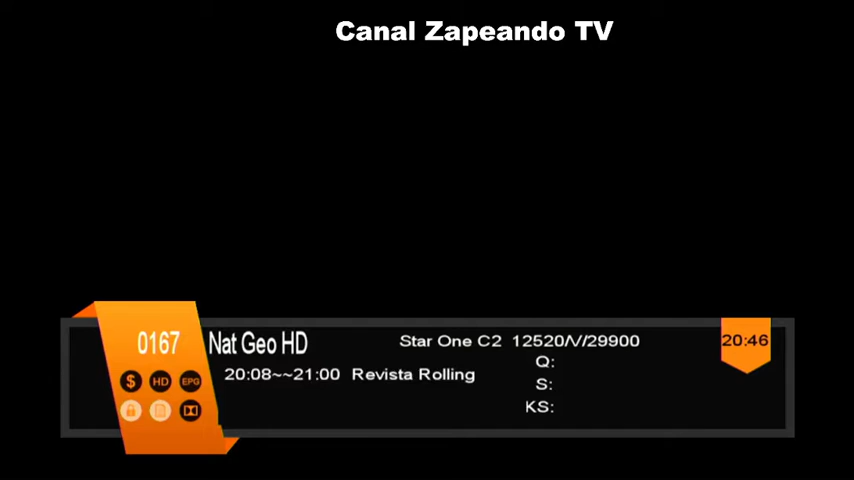 Canal Zapeando TV
0167 Nat Geo HD Star One C2 12520/V/29900 20:46
Q:
20:08~~21:00 Revista Rolling
$ HD EPG
S:
KS: